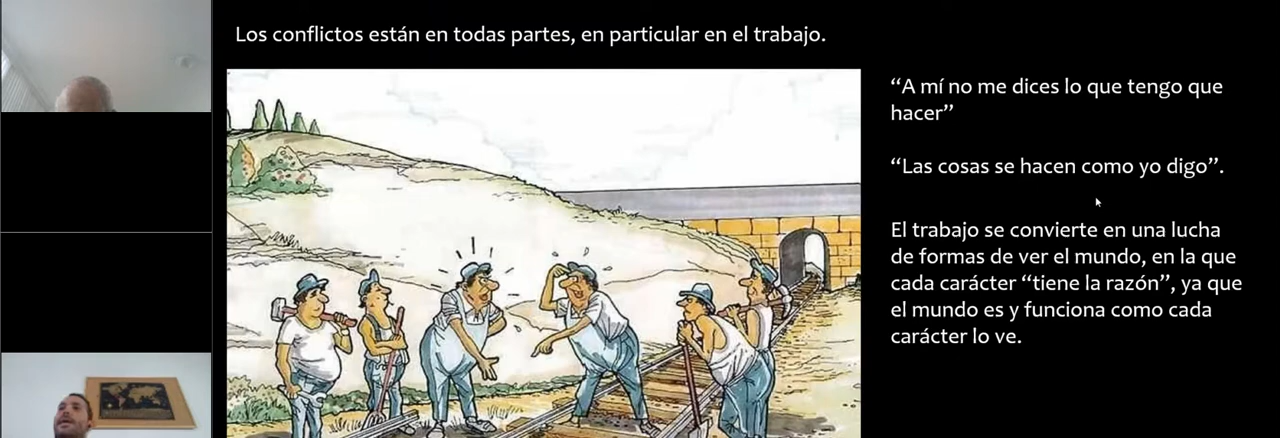 Los conflictos están en todas partes, en particular en el trabajo.
“A mí no me dices lo que tengo que
hacer”
“Las cosas se hacen como yo digo”.
El trabajo se convierte en una lucha
de formas de ver el mundo, en la que
cada carácter “tiene la razón”, ya que
el mundo es y funciona como cada
carácter lo ve.